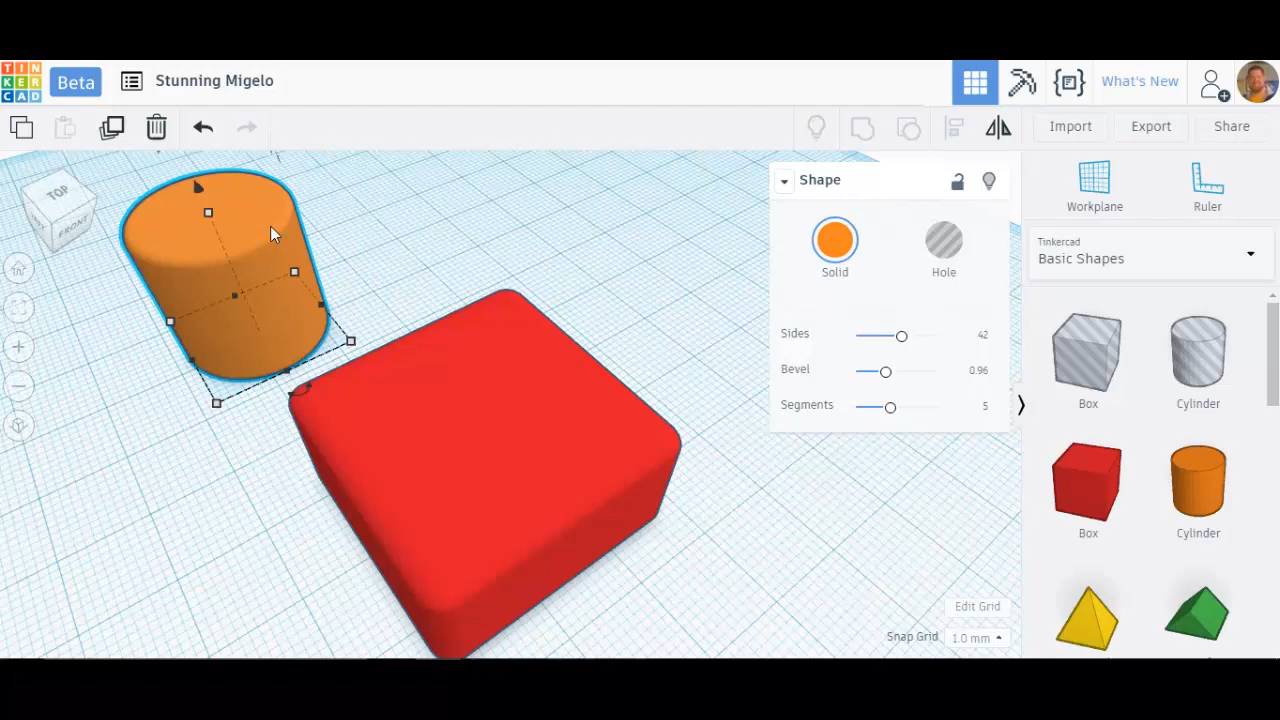 TIN
KER
CAD
Beta
Stunning Migelo
What's New
Import
Export
Share
TOP
FRONT
Shape
Solid
Hole
Sides 42
Bevel 0.96
Segments 5
Workplane
Ruler
Tinkercad
Basic Shapes
Box
Cylinder
Box
Cylinder
Edit Grid
Snap Grid 1.0 mm